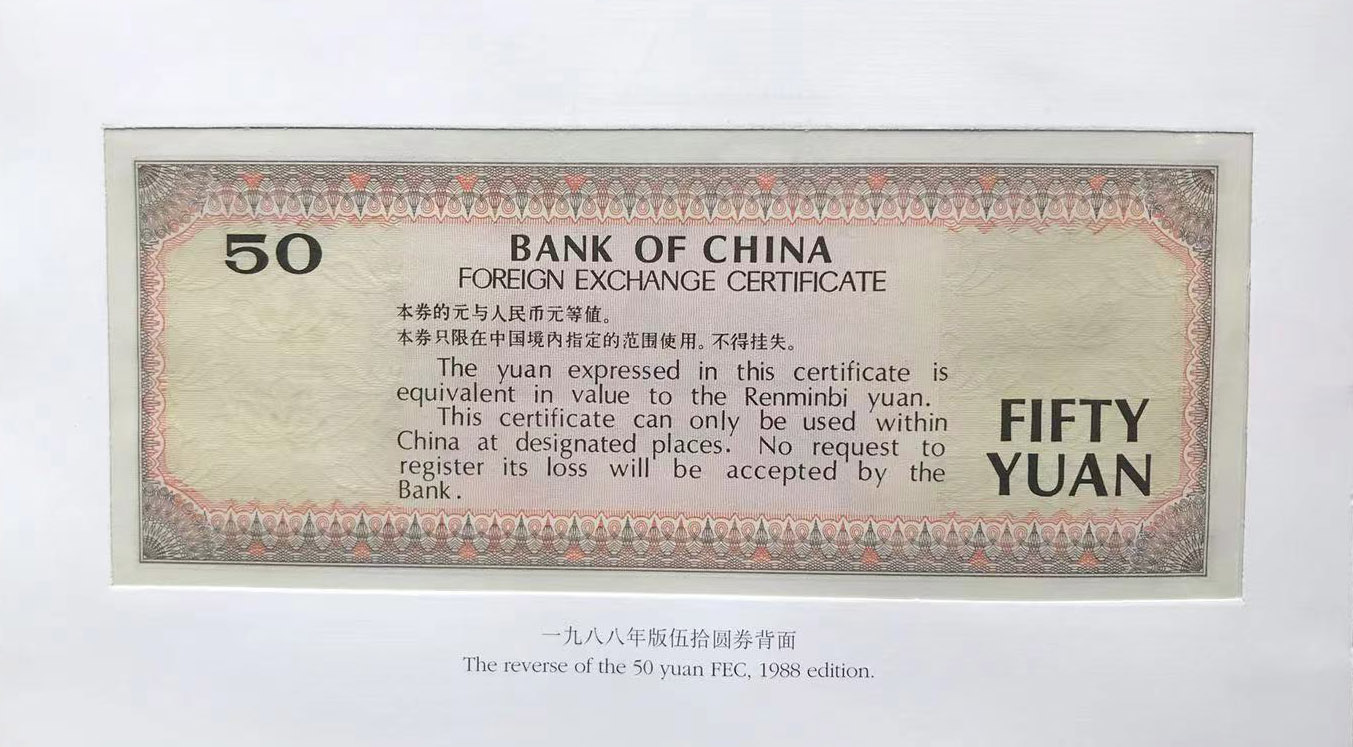 50
BANK OF CHINA
FOREIGN EXCHANGE CERTIFICATE
本券的元与人民币元等值。
本券只限在中国境内指定的范围使用。不得挂失。
The yuan expressed in this certificate is
equivalent in value to the Renminbi yuan.
This certificate can only be used within
China at designated places. No request to
register its loss will be accepted by the
Bank.
FIFTY
YUAN
一九八八年版伍拾圆券背面
The reverse of the 50 yuan FEC, 1988 edition.